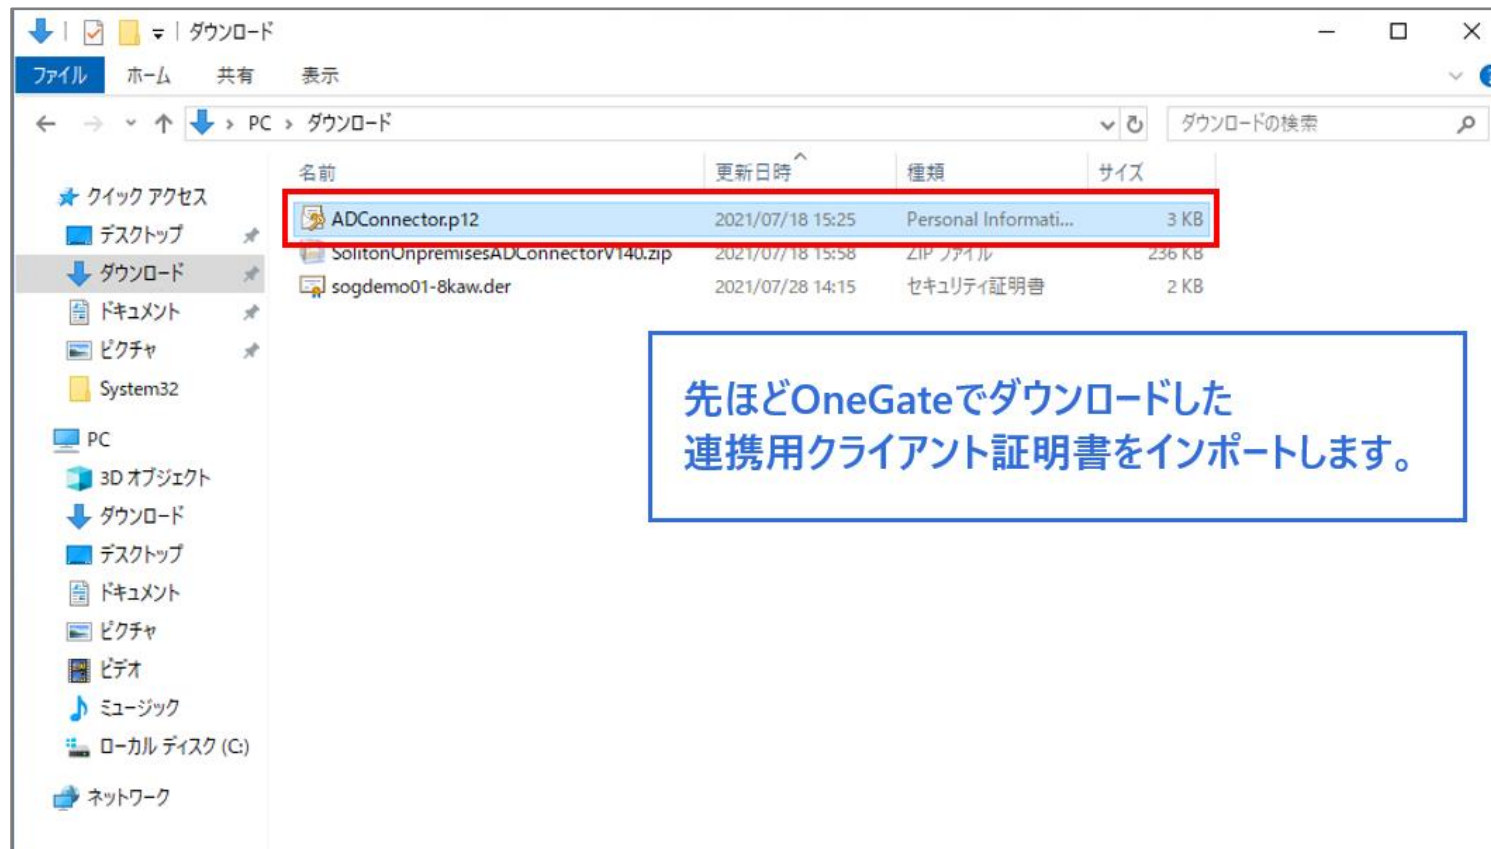 ダウンロード
ファイル ホーム 共有 表示
PC › ダウンロード ダウンロードの検索
名前 更新日時 種類 サイズ
ADConnector.p12 2021/07/18 15:25 Personal Informati... 3 KB
SolitonOnpremisesADConnectorV140.zip 2021/07/18 15:58 ZIP ファイル 236 KB
sogdemo01-8kaw.der 2021/07/28 14:15 セキュリティ証明書 2 KB
クイック アクセス
デスクトップ
ダウンロード
ドキュメント
ピクチャ
System32
PC
3D オブジェクト
ダウンロード
デスクトップ
ドキュメント
ピクチャ
ビデオ
ミュージック
ローカル ディスク (C:)
ネットワーク
先ほどOneGateでダウンロードした
連携用クライアント証明書をインポートします。